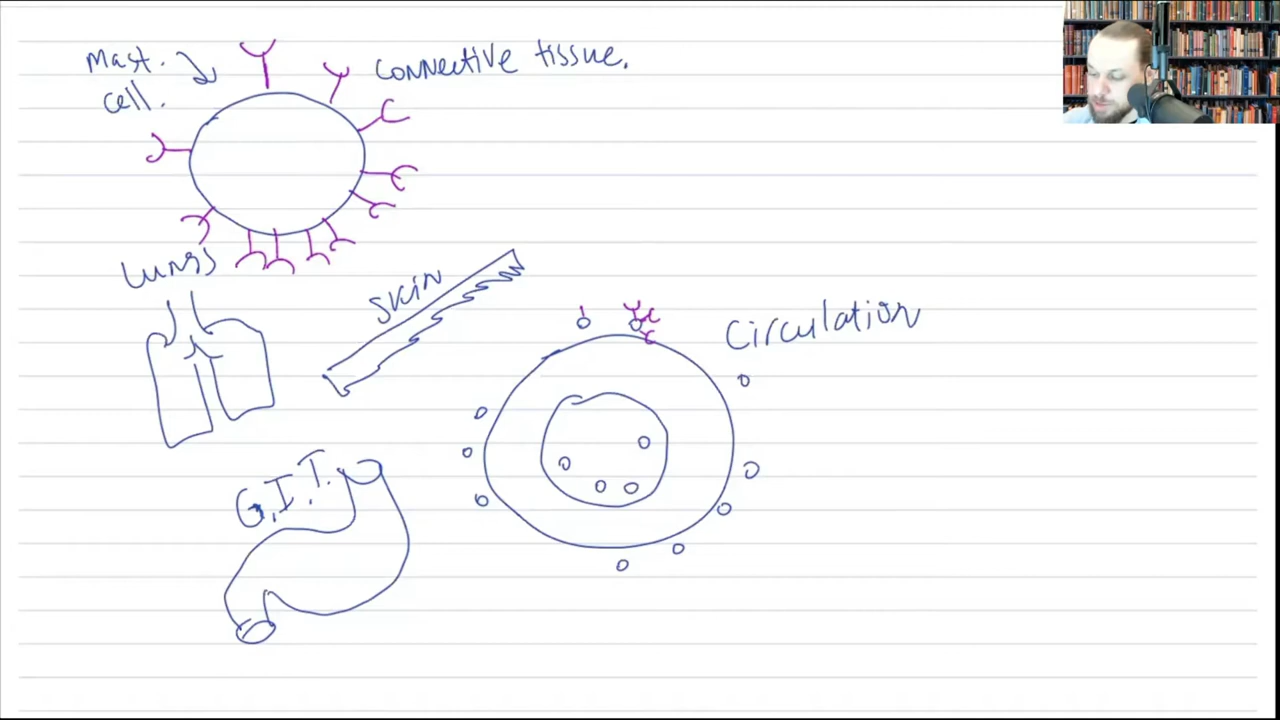 Mast.
cell.
connective tissue.
Lungs
skin
Circulation
G.I.T.